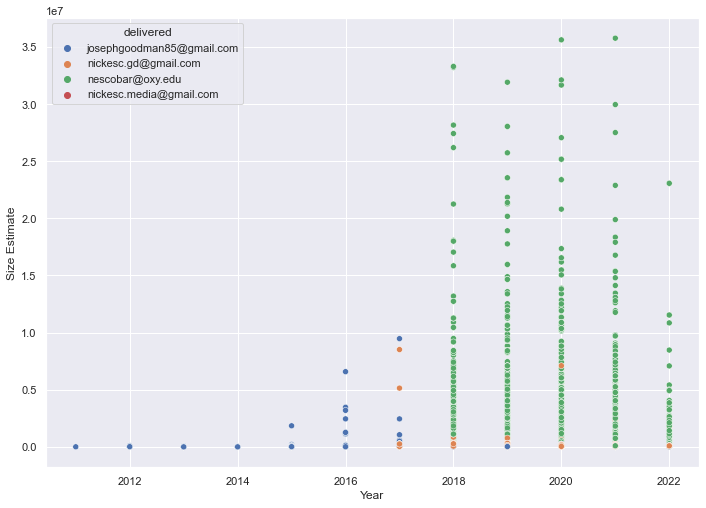 1e7
delivered
josephgoodman85@gmail.com
nickesc.gd@gmail.com
nescobar@oxy.edu
nickesc.media@gmail.com
3.5
3.0
2.5
2.0
1.5
1.0
0.5
0.0
Size Estimate
2012 2014 2016 2018 2020 2022
Year